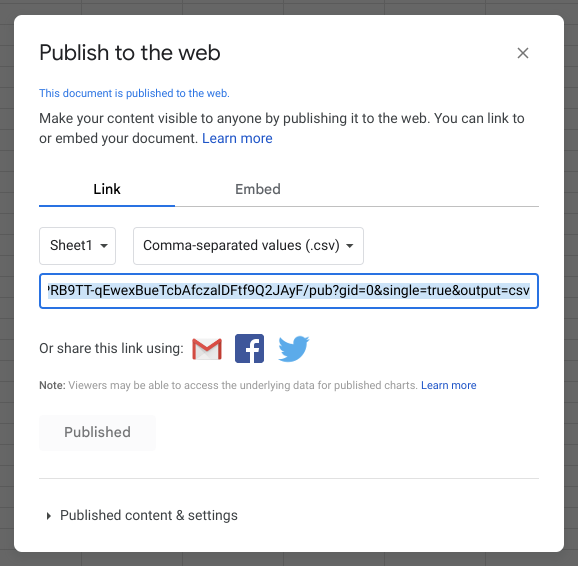 Publish to the web
This document is published to the web.
Make your content visible to anyone by publishing it to the web. You can link to
or embed your document. Learn more
Link Embed
Sheet1 Comma-separated values (.csv)
RB9TT-qEwexBueTcbAfczalDFtf9Q2JAyF/pub?gid=0&single=true&output=csv
Or share this link using:
Note: Viewers may be able to access the underlying data for published charts. Learn more
Published
Published content & settings